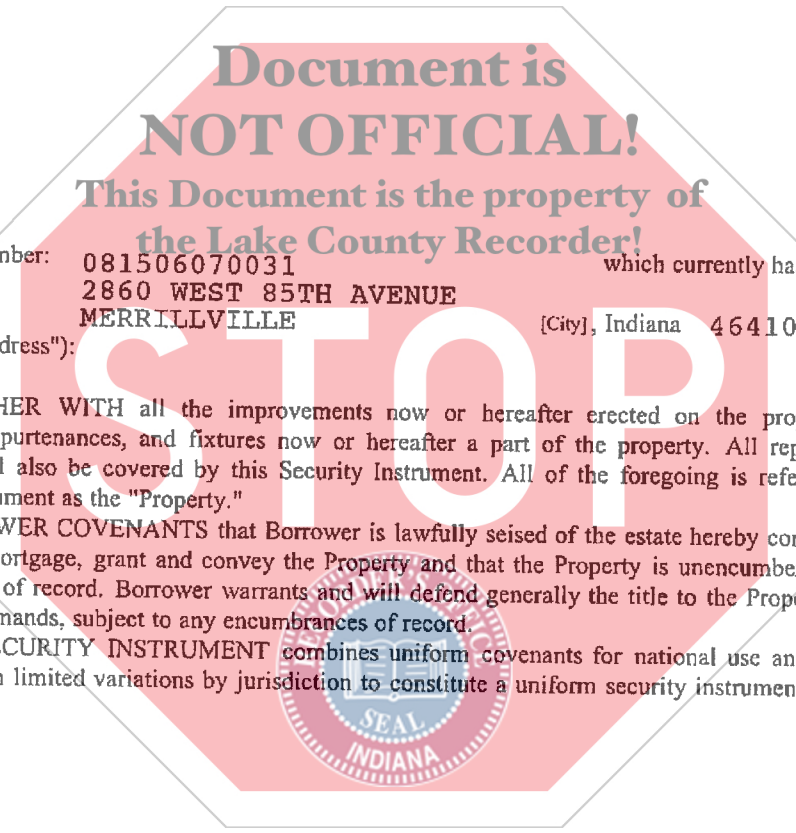 Document is
NOT OFFICIAL!
This Document is the property of
the Lake County Recorder!
nber: 081506070031 which currently ha
2860 WEST 85TH AVENUE
MERRILLVILLE [City], Indiana 46410
dress"):
STOP
HER WITH all the improvements now or hereafter erected on the pro
purtenances, and fixtures now or hereafter a part of the property. All rep
l also be covered by this Security Instrument. All of the foregoing is refe
ument as the "Property."
WER COVENANTS that Borrower is lawfully seised of the estate hereby con
ortgage, grant and convey the Property and that the Property is unencumbe
of record. Borrower warrants and will defend generally the title to the Prope
mands, subject to any encumbrances of record.
CURITY INSTRUMENT combines uniform covenants for national use an
n limited variations by jurisdiction to constitute a uniform security instrumen
SEAL
INDIANA